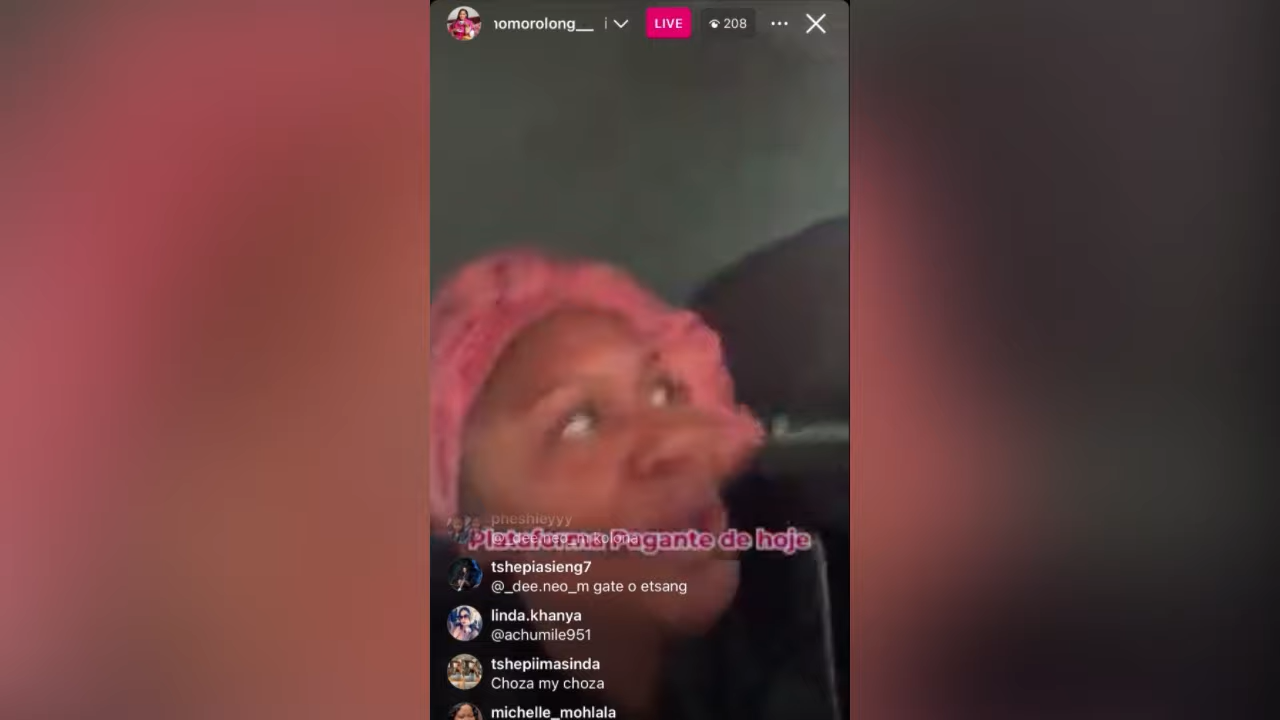 nomorolong__
LIVE
208
pheshieyyy
@_dee.neo_m kolona
Plataforma Pagante de hoje
tshepiasieng7
@_dee.neo_m gate o etsang
linda.khanya
@achumile951
tshepiimasinda
Choza my choza
michelle_mohlala